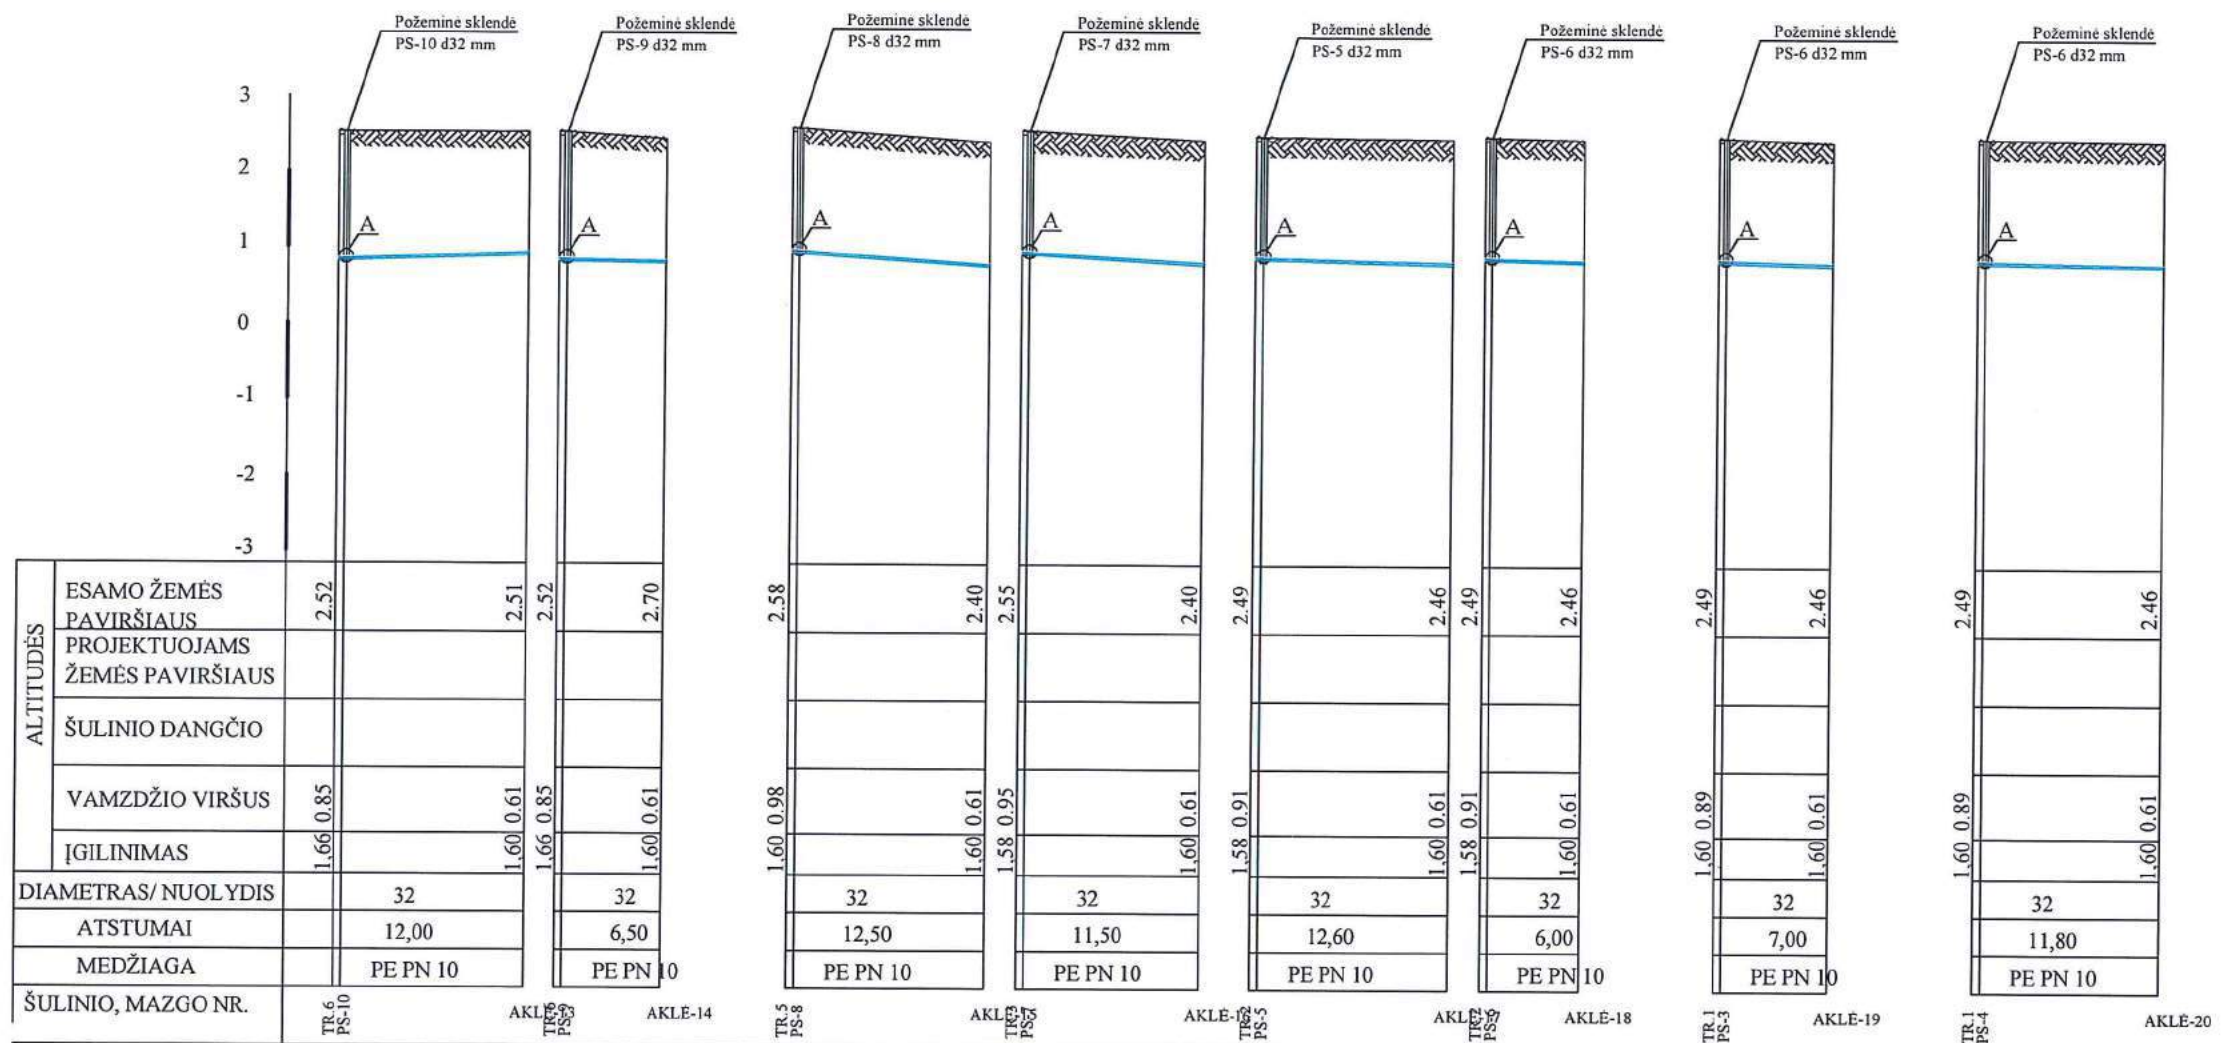 Požeminė sklendė
PS-10 d32 mm
Požeminė sklendė
PS-9 d32 mm
Požeminė sklendė
PS-8 d32 mm
Požeminė sklendė
PS-7 d32 mm
Požeminė sklendė
PS-5 d32 mm
Požeminė sklendė
PS-6 d32 mm
Požeminė sklendė
PS-6 d32 mm
Požeminė sklendė
PS-6 d32 mm
3
2
1
0
-1
-2
-3
A
A
A
A
A
A
A
A
ALTITUDĖS
ESAMO ŽEMĖS
PAVIRŠIAUS
2.52 2.51 2.52 2.70 2.58 2.40 2.55 2.40 2.49 2.46 2.49 2.46 2.49 2.46 2.49 2.46
PROJEKTUOJAMS
ŽEMĖS PAVIRŠIAUS
ŠULINIO DANGČIO
VAMZDŽIO VIRŠUS
0.85 0.61 0.85 0.61 0.98 0.61 0.95 0.61 0.91 0.61 0.91 0.61 0.89 0.61 0.89 0.61
ĮGILINIMAS
1,66 1,60 1,66 1,60 1,60 1,60 1,58 1,60 1,58 1,60 1,58 1,60 1,60 1,60 1,60 1,60
DIAMETRAS/ NUOLYDIS 32 32 32 32 32 32 32 32
ATSTUMAI 12,00 6,50 12,50 11,50 12,60 6,00 7,00 11,80
MEDŽIAGA PE PN 10 PE PN 10 PE PN 10 PE PN 10 PE PN 10 PE PN 10 PE PN 10 PE PN 10
ŠULINIO, MAZGO NR.
TR.6
PS-10
AKLĖ-14
TR.5
PS-8
PS-5
AKLĖ-18
TR.1
PS-3
AKLĖ-19
TR.1
PS-4
AKLĖ-20